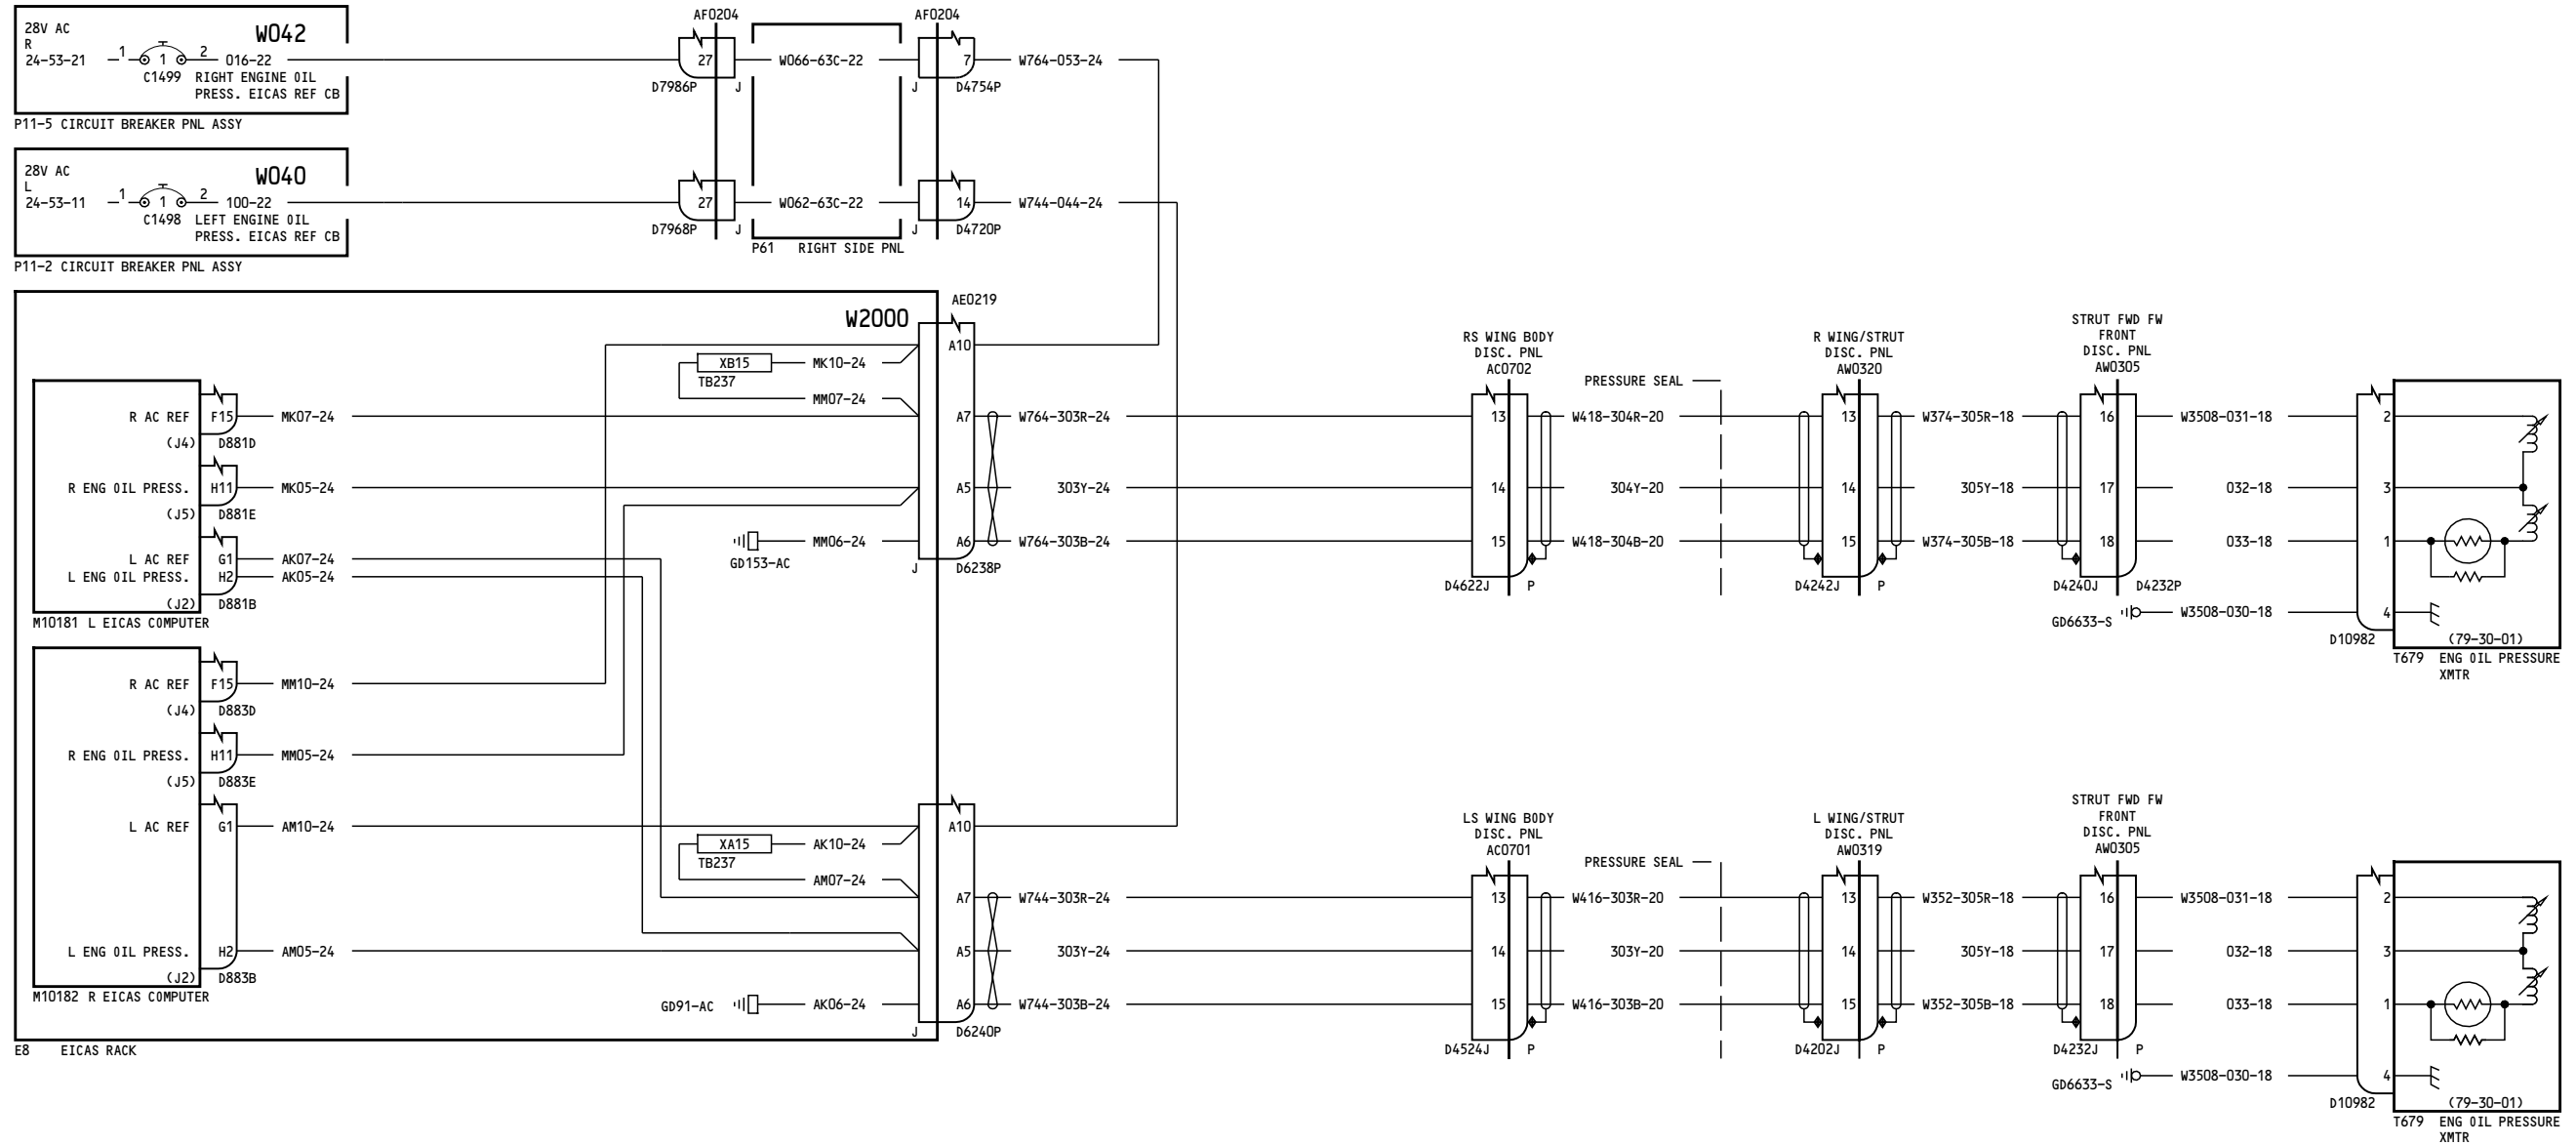 28V AC
R
24-53-21
1
1
2
016-22
C1499
W042
RIGHT ENGINE OIL
PRESS. EICAS REF CB
P11-5 CIRCUIT BREAKER PNL ASSY
AF0204
27
D7986P
J
W066-63C-22
AF0204
7
J
D4754P
W764-053-24
28V AC
L
24-53-11
1
1
2
100-22
C1498
W040
LEFT ENGINE OIL
PRESS. EICAS REF CB
P11-2 CIRCUIT BREAKER PNL ASSY
27
D7968P
J
W062-63C-22
14
J
D4720P
W744-044-24
P61 RIGHT SIDE PNL
W2000
AE0219
R AC REF
F15
MK07-24
(J4)
D881D
R ENG OIL PRESS.
H11
MK05-24
(J5)
D881E
L AC REF
G1
AK07-24
L ENG OIL PRESS.
H2
AK05-24
(J2)
D881B
M10181 L EICAS COMPUTER
R AC REF
F15
MM10-24
(J4)
D883D
R ENG OIL PRESS.
H11
MM05-24
(J5)
D883E
L AC REF
G1
AM10-24
L ENG OIL PRESS.
H2
AM05-24
(J2)
D883B
M10182 R EICAS COMPUTER
E8 EICAS RACK
XB15
TB237
MK10-24
MM07-24
GD153-AC
MM06-24
A10
A7
A5
A6
J
D6238P
XA15
TB237
AK10-24
AM07-24
GD91-AC
AK06-24
A10
A7
A5
A6
J
D6240P
W764-303R-24
303Y-24
W764-303B-24
RS WING BODY
DISC. PNL
AC0702
13
14
15
D4622J
P
W418-304R-20
304Y-20
W418-304B-20
PRESSURE SEAL
R WING/STRUT
DISC. PNL
AW0320
13
14
15
D4242J
P
W374-305R-18
305Y-18
W374-305B-18
STRUT FWD FW
FRONT
DISC. PNL
AW0305
16
17
18
D4240J
D4232P
W3508-031-18
032-18
033-18
GD6633-S
W3508-030-18
2
3
1
4
D10982
(79-30-01)
T679 ENG OIL PRESSURE
XMTR
W744-303R-24
303Y-24
W744-303B-24
LS WING BODY
DISC. PNL
AC0701
13
14
15
D4524J
P
W416-303R-20
303Y-20
W416-303B-20
PRESSURE SEAL
L WING/STRUT
DISC. PNL
AW0319
13
14
15
D4202J
P
W352-305R-18
305Y-18
W352-305B-18
STRUT FWD FW
FRONT
DISC. PNL
AW0305
16
17
18
D4232J
P
W3508-031-18
032-18
033-18
GD6633-S
W3508-030-18
2
3
1
4
D10982
(79-30-01)
T679 ENG OIL PRESSURE
XMTR